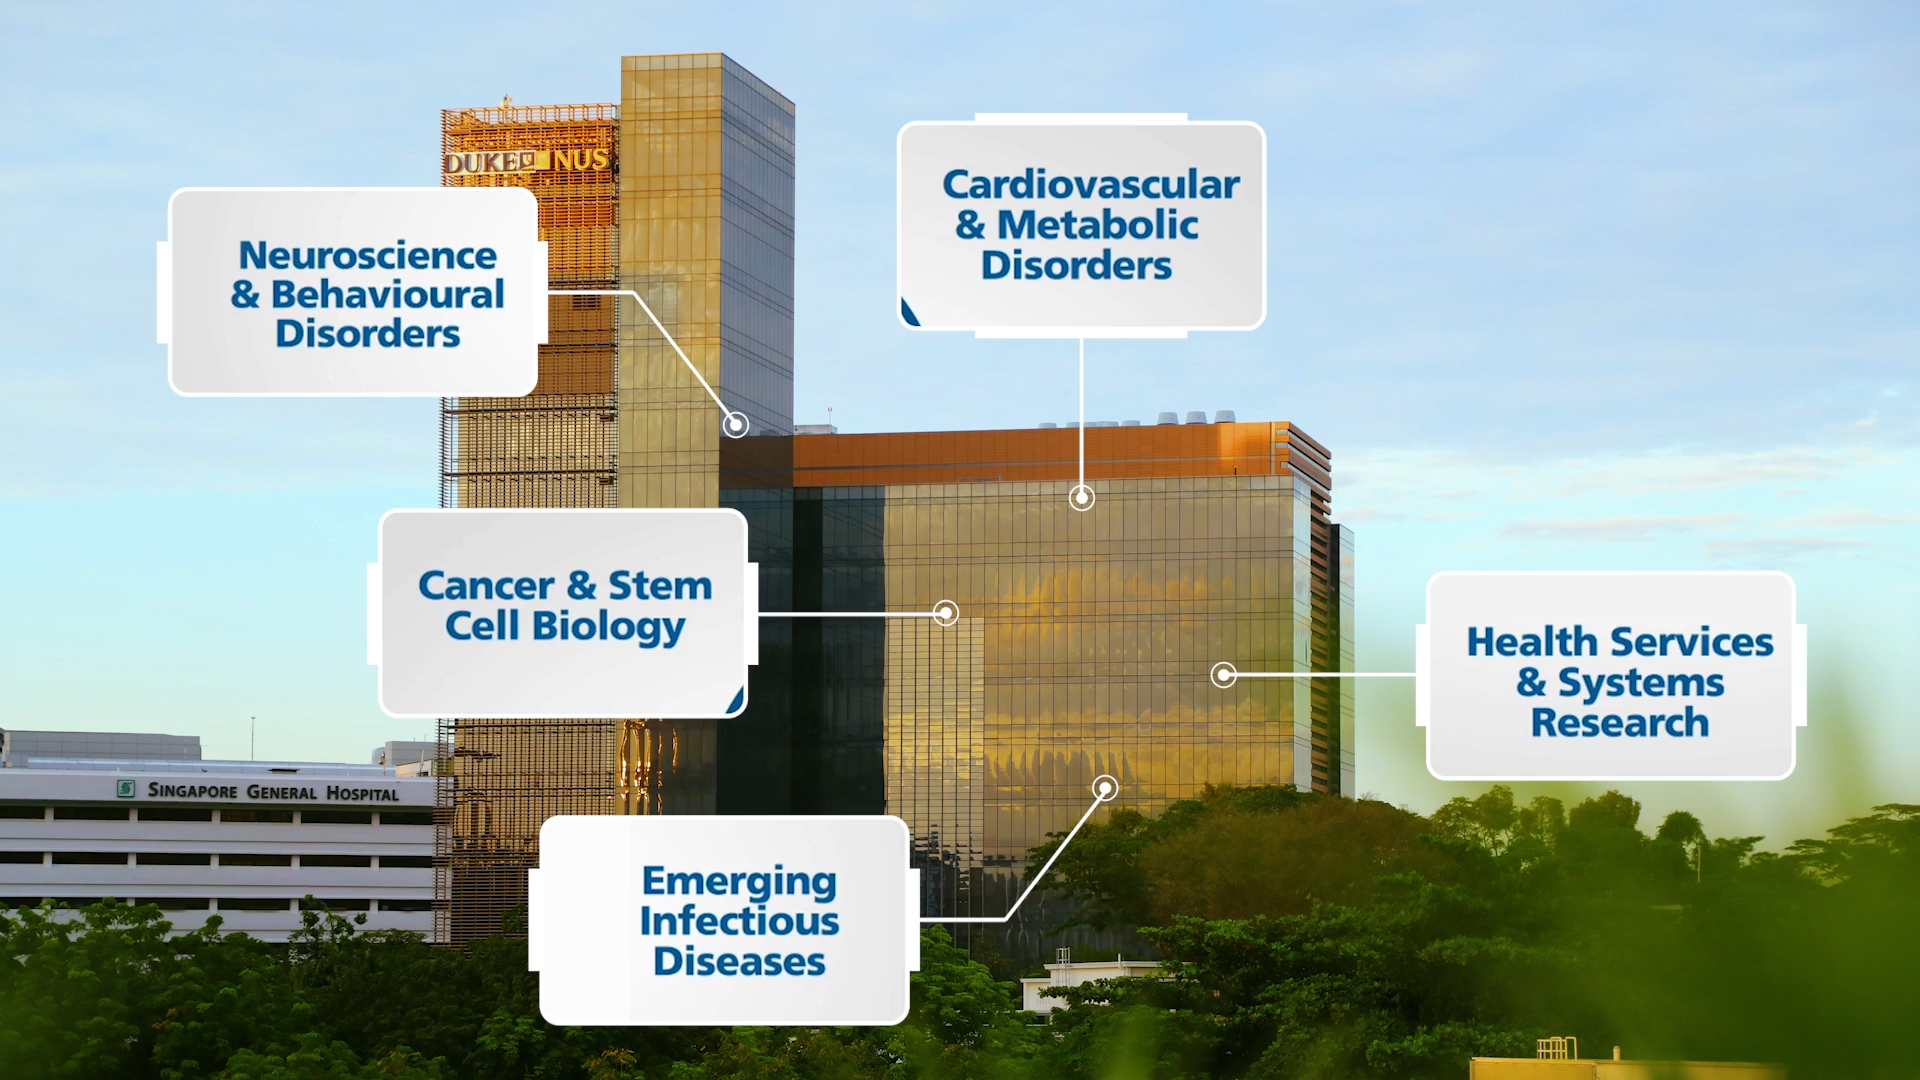 DUKE NUS
Neuroscience
& Behavioural
Disorders
Cardiovascular
& Metabolic
Disorders
Cancer & Stem
Cell Biology
Health Services
& Systems
Research
SINGAPORE GENERAL HOSPITAL
Emerging
Infectious
Diseases